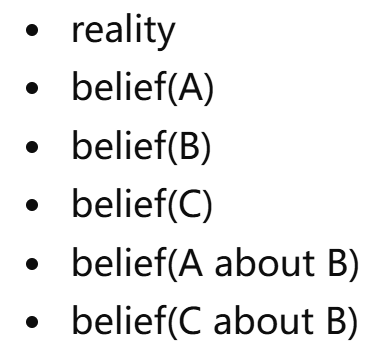 • reality
• belief(A)
• belief(B)
• belief(C)
• belief(A about B)
• belief(C about B)